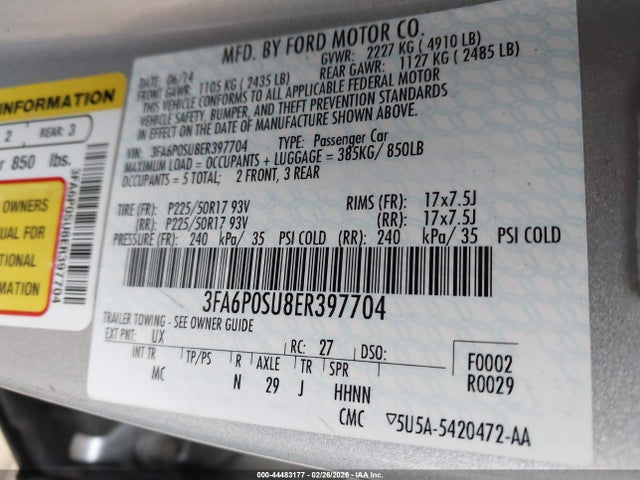 MFD. BY FORD MOTOR CO.
DATE: 06/14
GVWR: 2227 KG ( 4910 LB)
FRONT GAWR: 1105 KG ( 2435 LB)
REAR GAWR: 1127 KG ( 2485 LB)
THIS VEHICLE CONFORMS TO ALL APPLICABLE FEDERAL MOTOR
VEHICLE SAFETY, BUMPER, AND THEFT PREVENTION STANDARDS
IN EFFECT ON THE DATE OF MANUFACTURE SHOWN ABOVE.
VIN: 3FA6P0SU8ER397704
TYPE: Passenger Car
MAXIMUM LOAD = OCCUPANTS + LUGGAGE = 385KG/ 850LB
OCCUPANTS = 5 TOTAL; 2 FRONT, 3 REAR
TIRE (FR): P225/50R17 93V RIMS (FR): 17x7.5J
(RR): P225/50R17 93V (RR): 17x7.5J
PRESSURE (FR): 240 kPa/ 35 PSI COLD (RR): 240 kPa/ 35 PSI COLD
3FA6P0SU8ER397704
TRAILER TOWING - SEE OWNER GUIDE
EXT PNT: UX RC: 27 DSO: F0002
R0029
INT TR TP/PS R AXLE TR SPR
MC N 29 J HHNN
CMC ▽5U5A-5420472-AA
INFORMATION
2 REAR: 3
r 850 lbs.
OWNERS
UAL FOR
TIONAL
MATION
3FA6P0SU8ER397704
000-44483177 - 02/26/2026 - IAA, Inc.